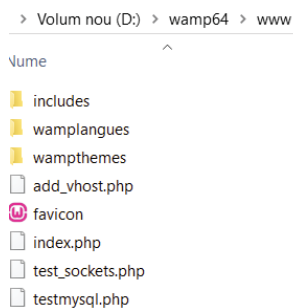 > Volum nou (D:) > wamp64 > www
Nume
includes
wamplangues
wampthemes
add_vhost.php
favicon
index.php
test_sockets.php
testmysql.php